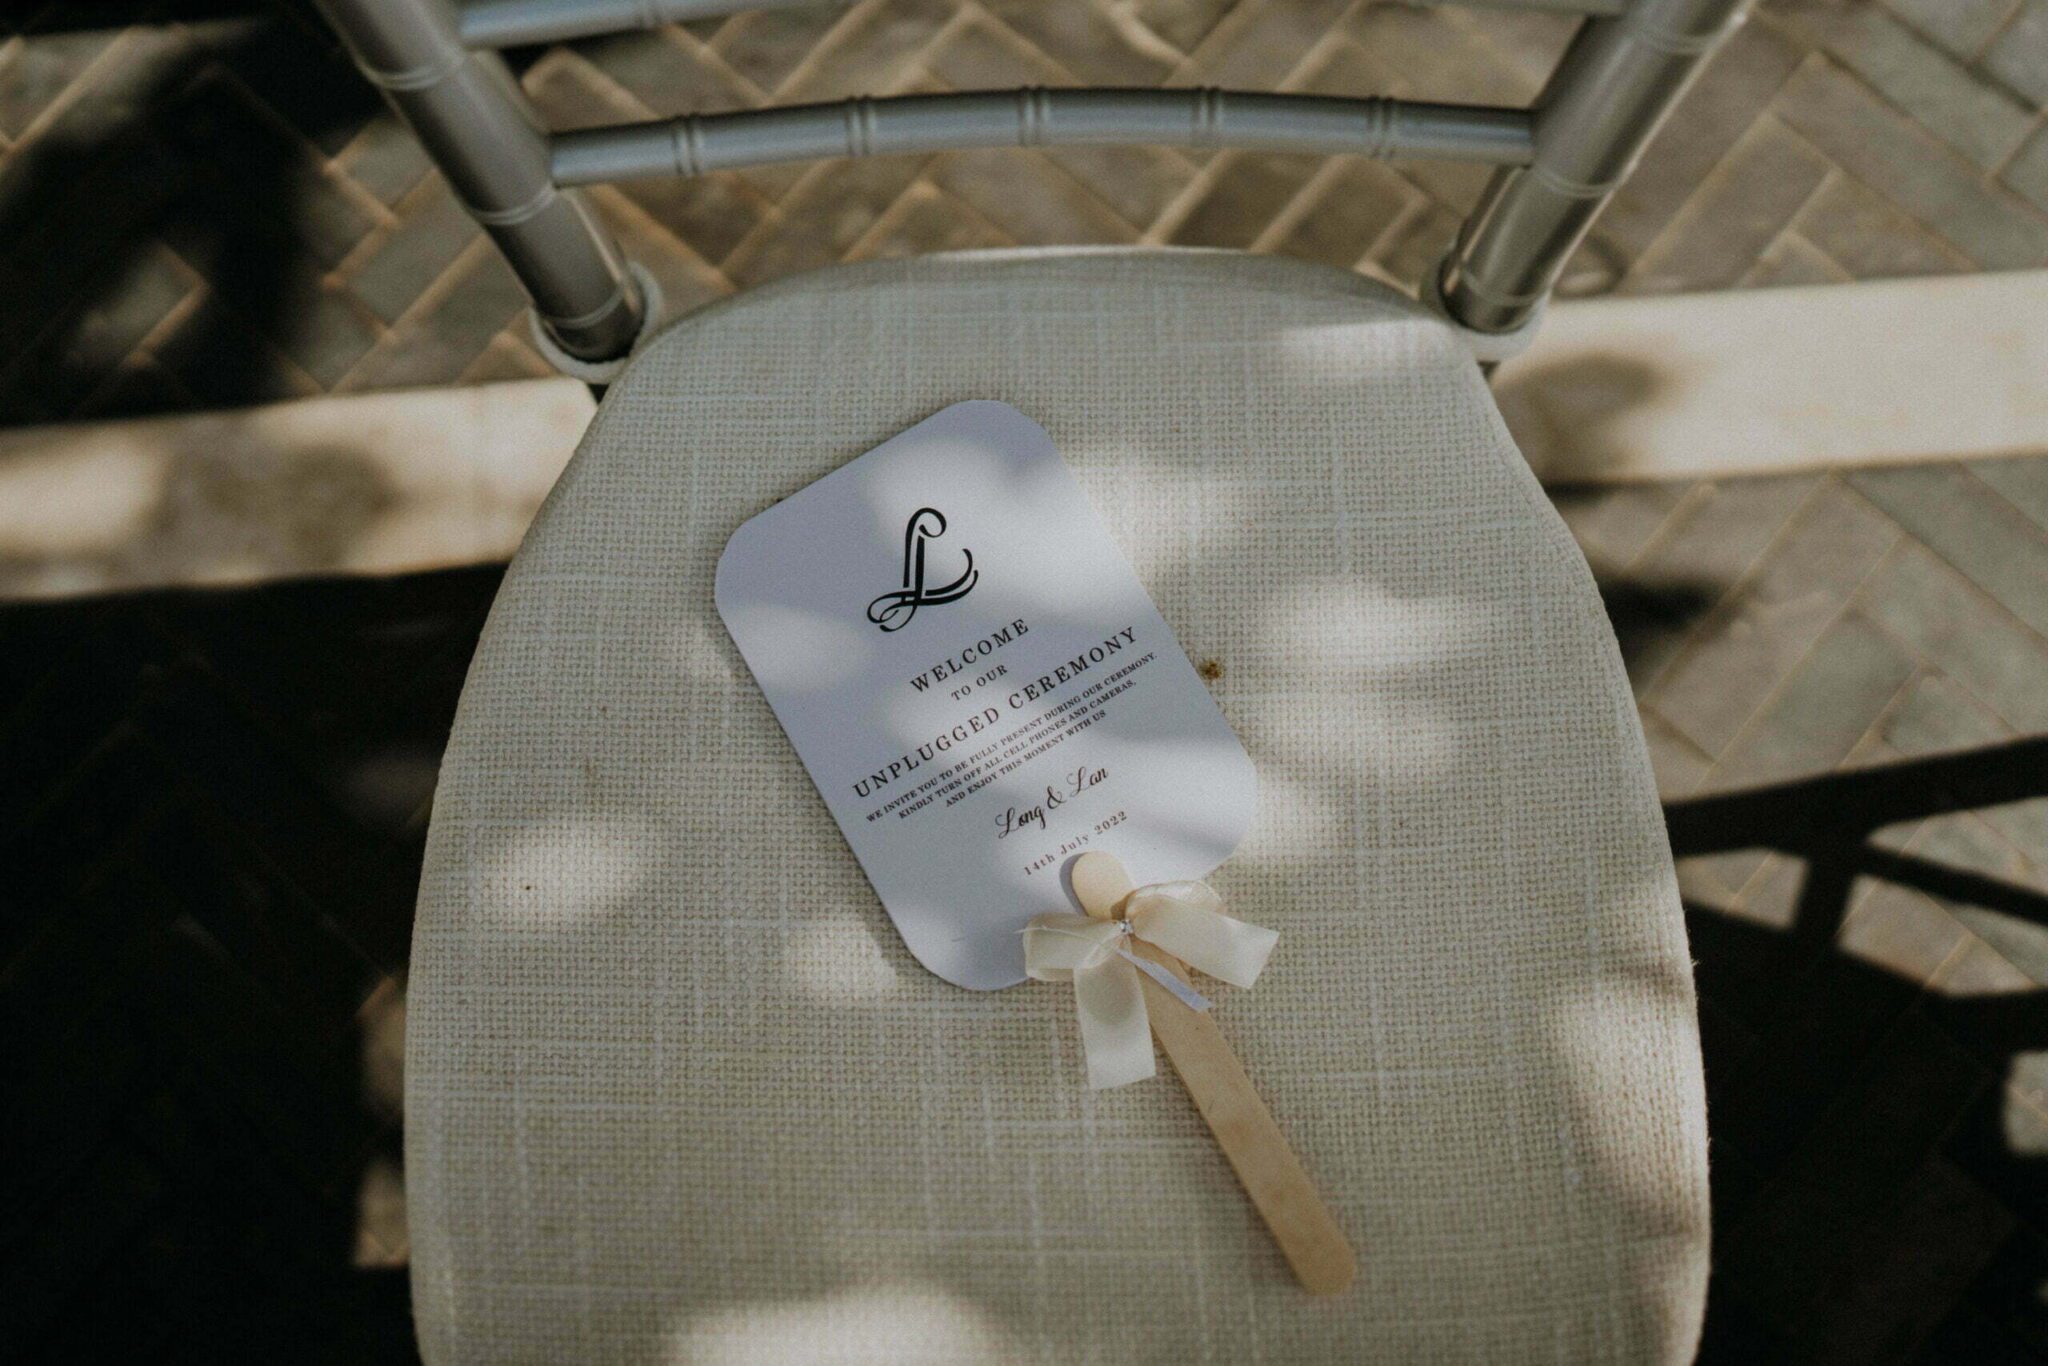 L
WELCOME
TO OUR
UNPLUGGED CEREMONY
WE INVITE YOU TO BE FULLY PRESENT DURING OUR CEREMONY.
KINDLY TURN OFF ALL CELL PHONES AND CAMERAS,
AND ENJOY THIS MOMENT WITH US
Long & Lan
14th July 2022